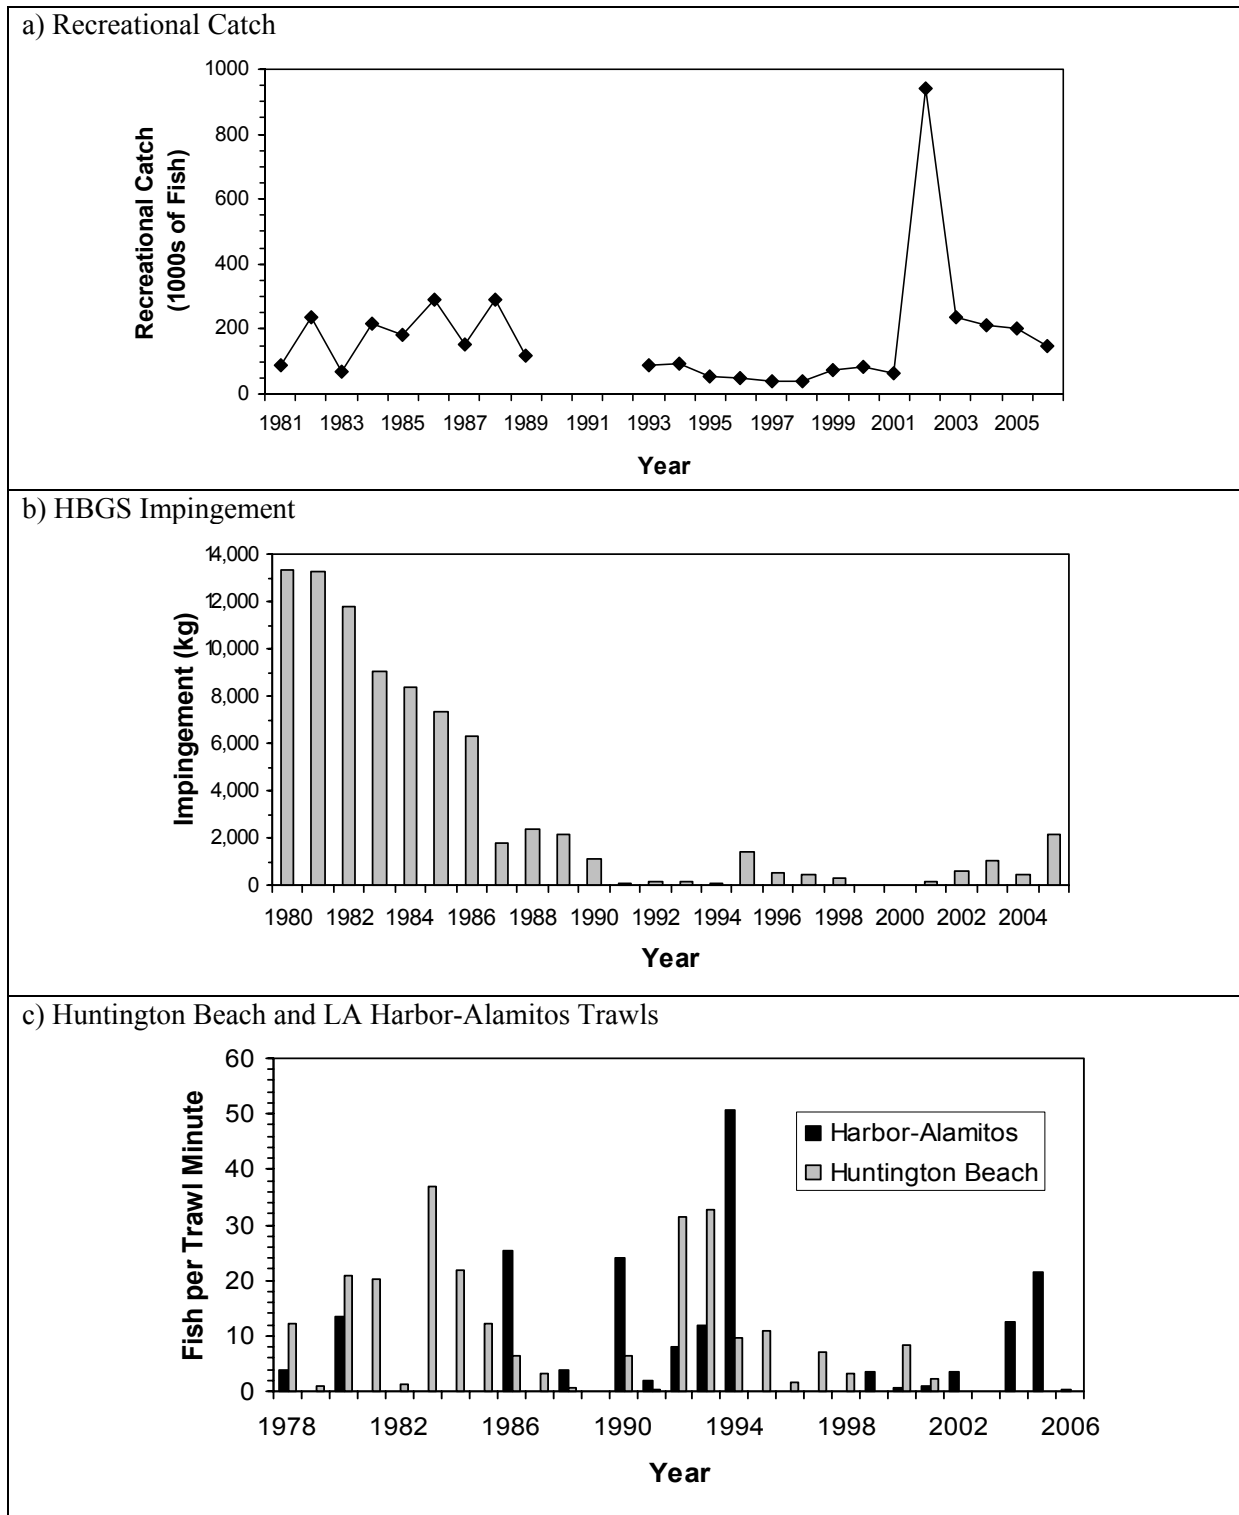 a) Recreational Catch
1000
800
600
400
200
0
Recreational Catch
(1000s of Fish)
1981 1983 1985 1987 1989 1991 1993 1995 1997 1999 2001 2003 2005
Year
b) HBGS Impingement
14,000
12,000
10,000
8,000
6,000
4,000
2,000
0
Impingement (kg)
1980 1982 1984 1986 1988 1990 1992 1994 1996 1998 2000 2002 2004
Year
c) Huntington Beach and LA Harbor-Alamitos Trawls
60
50
40
30
20
10
0
Fish per Trawl Minute
Harbor-Alamitos
Huntington Beach
1978 1982 1986 1990 1994 1998 2002 2006
Year